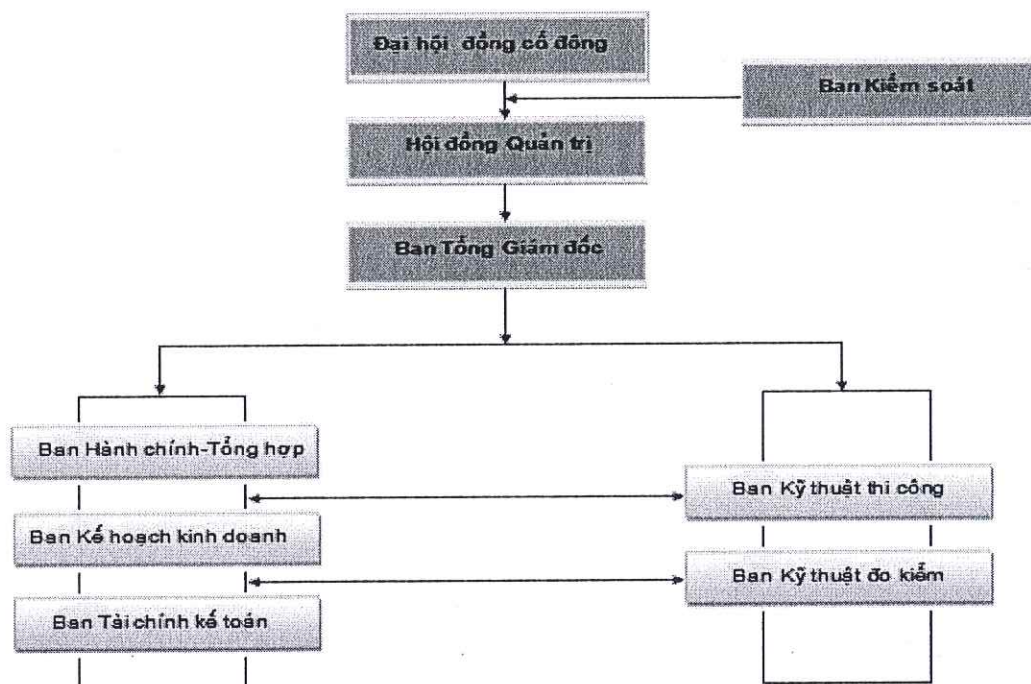 Đại hội đồng cổ đông
Ban Kiểm soát
Hội đồng Quản trị
Ban Tổng Giám đốc
Ban Hành chính-Tổng hợp
Ban Kỹ thuật thi công
Ban Kế hoạch kinh doanh
Ban Kỹ thuật đo kiểm
Ban Tài chính kế toán